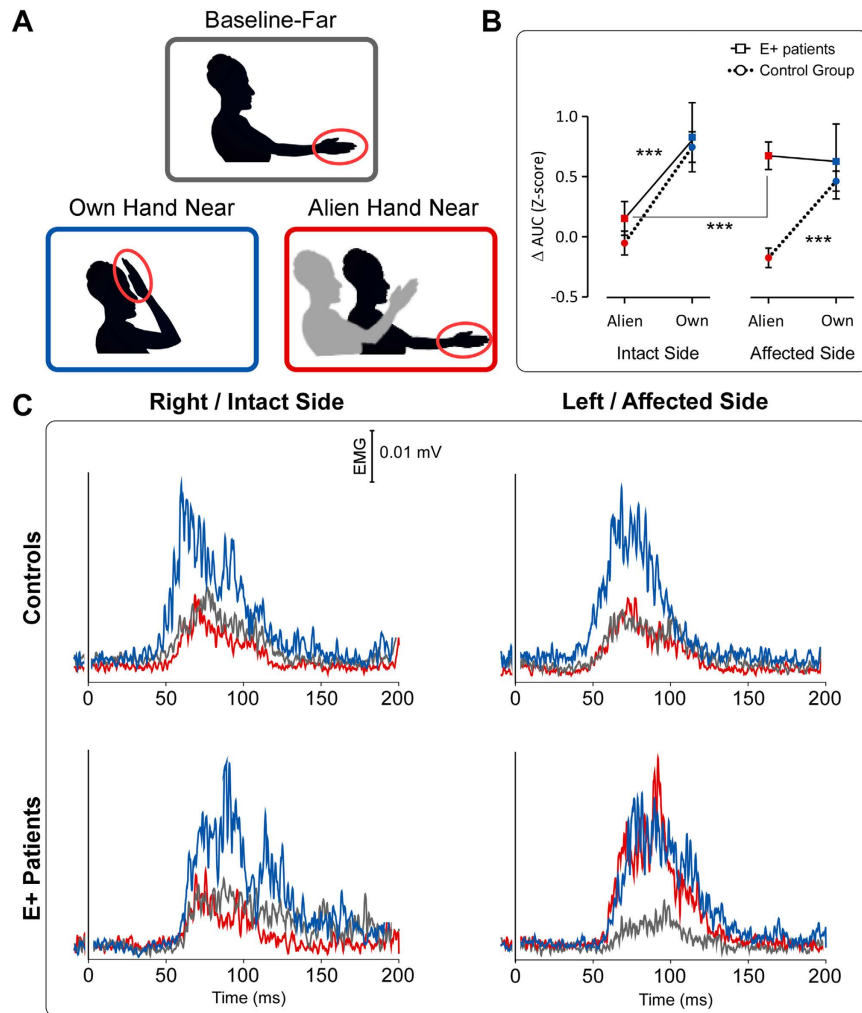 A
Baseline-Far
Own Hand Near
Alien Hand Near
B
E+ patients
Control Group
Δ AUC (Z-score)
1.0
0.5
0.0
-0.5
***
***
***
Alien Own Alien Own
Intact Side Affected Side
C
Right / Intact Side
Left / Affected Side
EMG
0.01 mV
Controls
0 50 100 150 200
0 50 100 150 200
E+ Patients
0 50 100 150 200
Time (ms)
0 50 100 150 200
Time (ms)